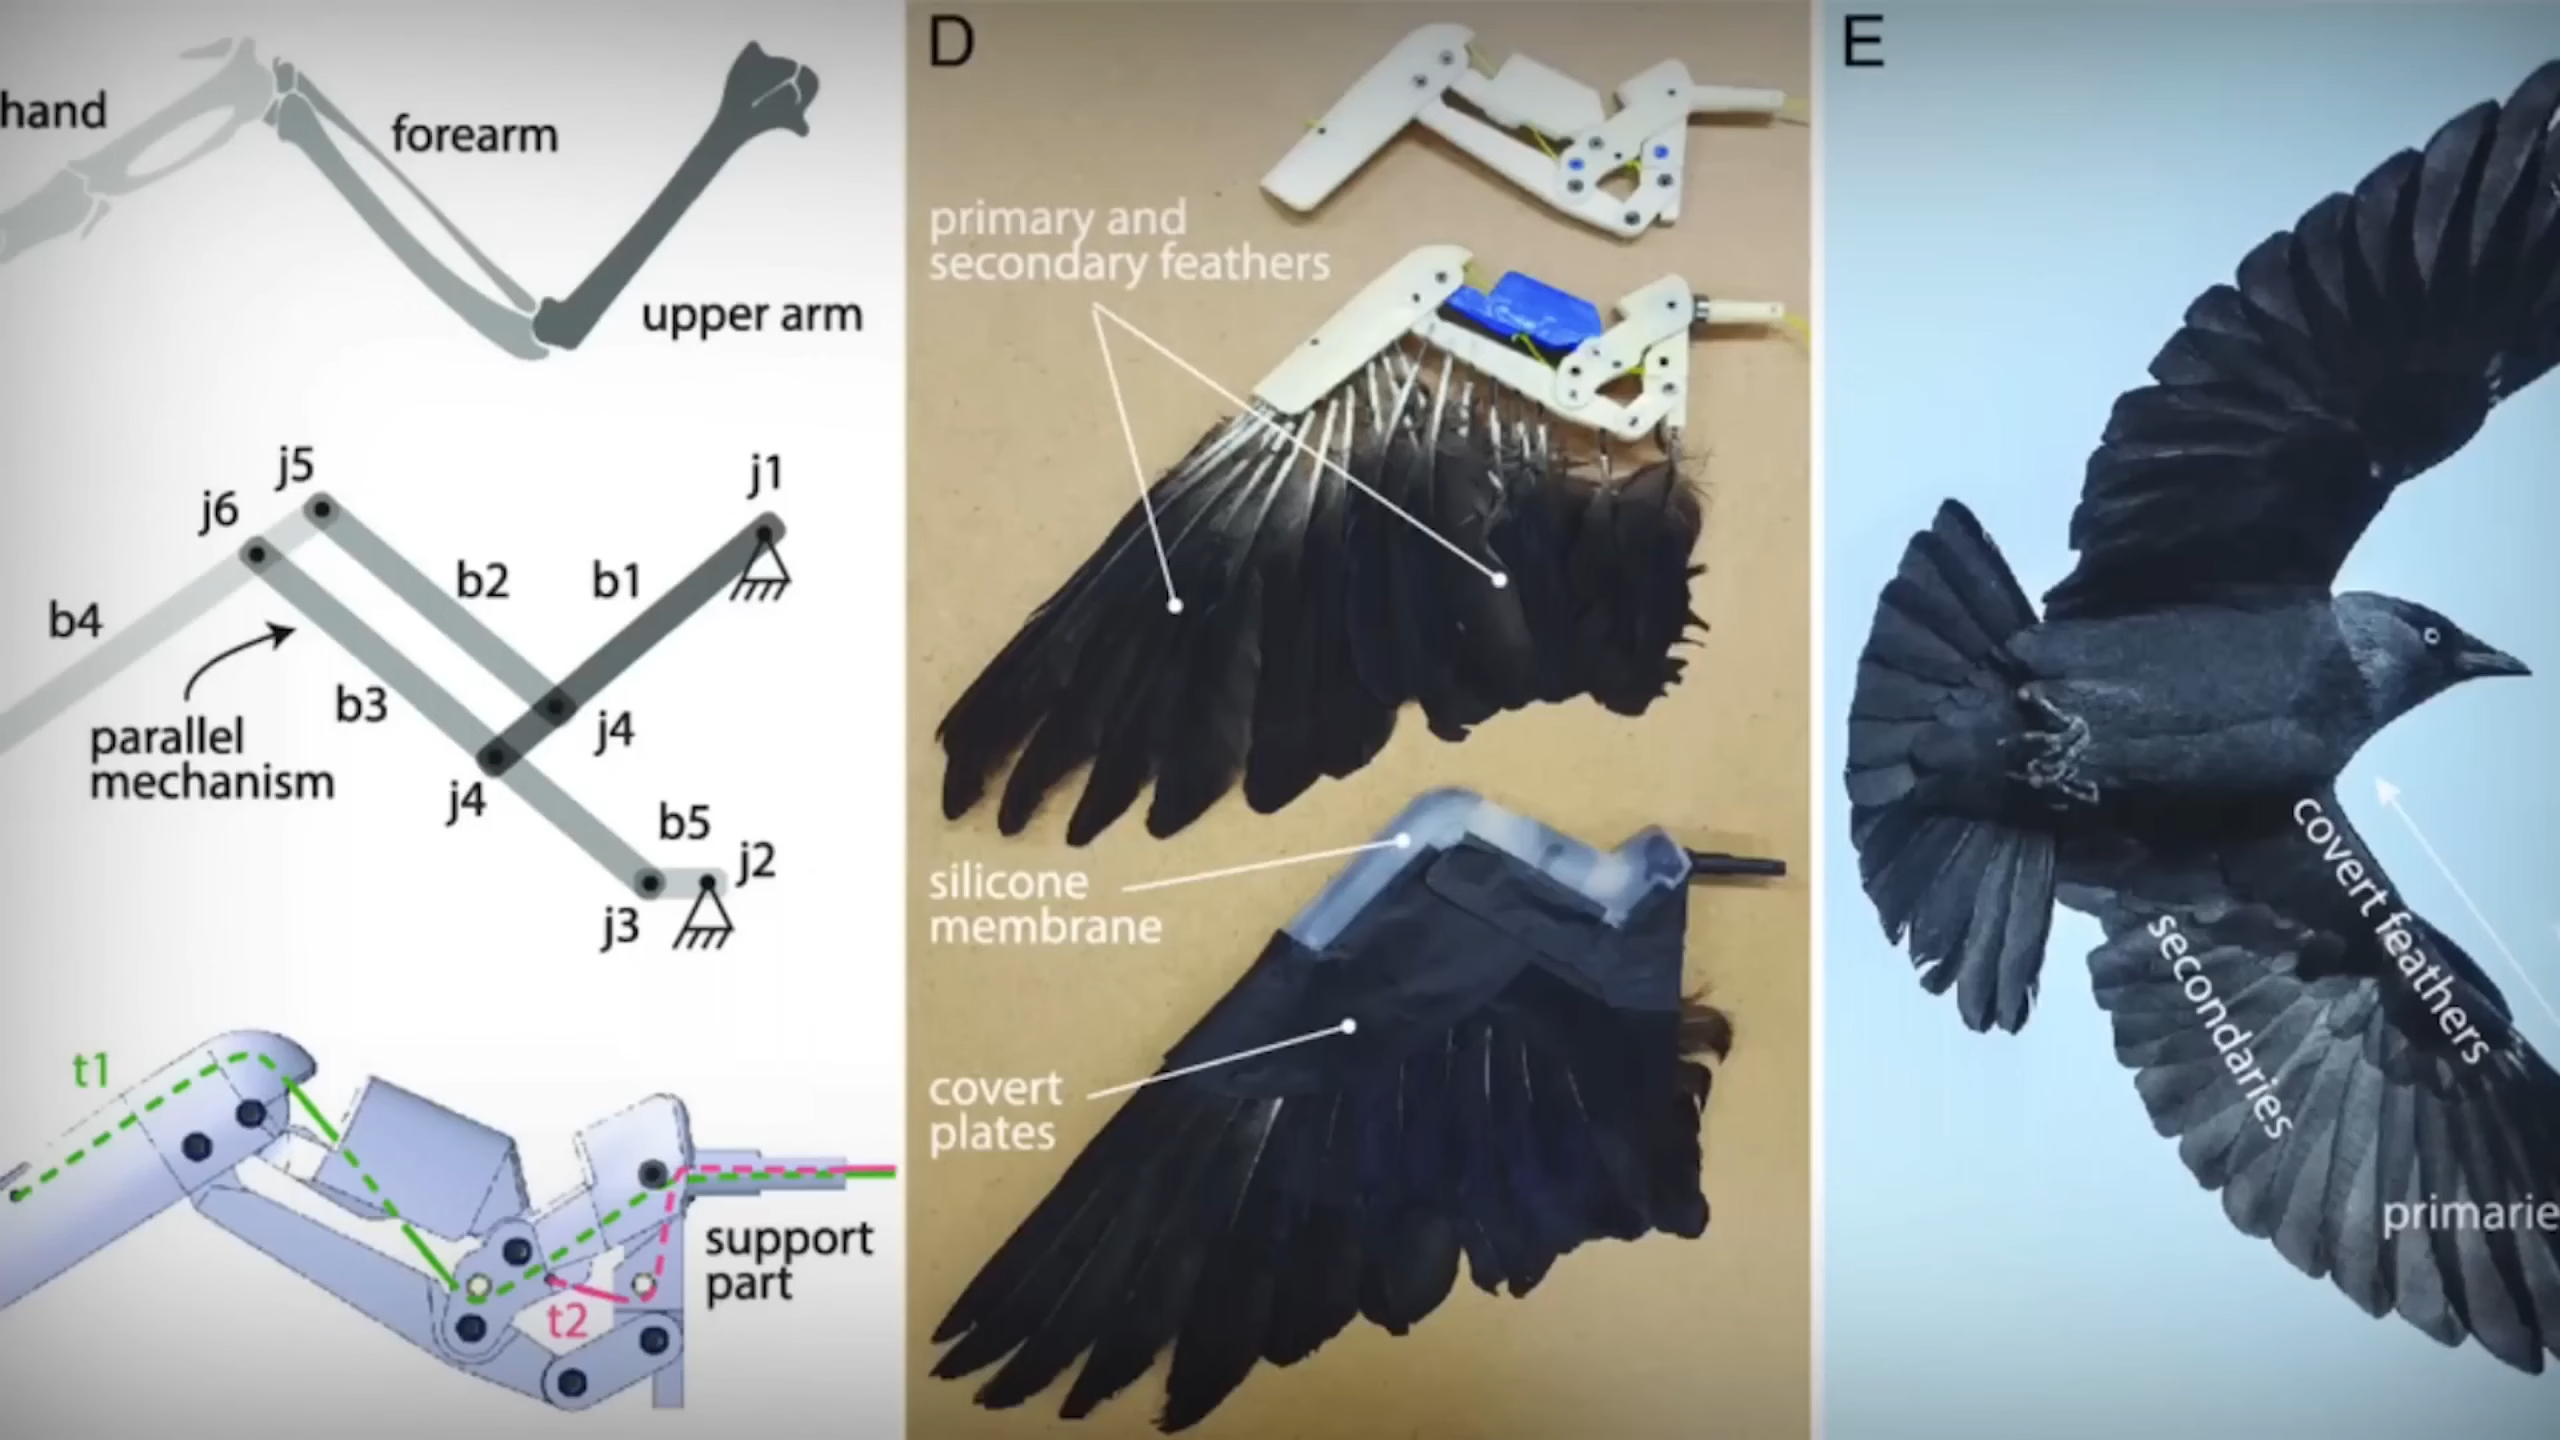 hand
forearm
upper arm
j5
j1
j6
b2
b1
b4
b3
j4
parallel
mechanism
j4
b5
j2
j3
t1
t2
support
part
D
primary and
secondary feathers
silicone
membrane
covert
plates
E
covert feathers
secondaries
primarie